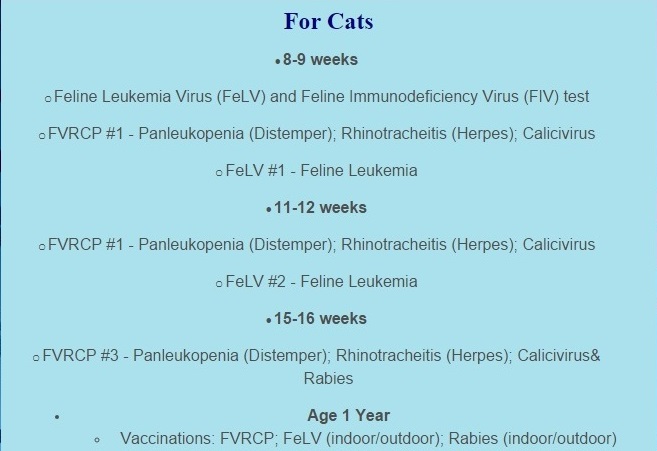 For Cats
•8-9 weeks
○Feline Leukemia Virus (FeLV) and Feline Immunodeficiency Virus (FIV) test
○FVRCP #1 - Panleukopenia (Distemper); Rhinotracheitis (Herpes); Calicivirus
○FeLV #1 - Feline Leukemia
•11-12 weeks
○FVRCP #1 - Panleukopenia (Distemper); Rhinotracheitis (Herpes); Calicivirus
○FeLV #2 - Feline Leukemia
•15-16 weeks
○FVRCP #3 - Panleukopenia (Distemper); Rhinotracheitis (Herpes); Calicivirus&
Rabies
• Age 1 Year
○ Vaccinations: FVRCP; FeLV (indoor/outdoor); Rabies (indoor/outdoor)